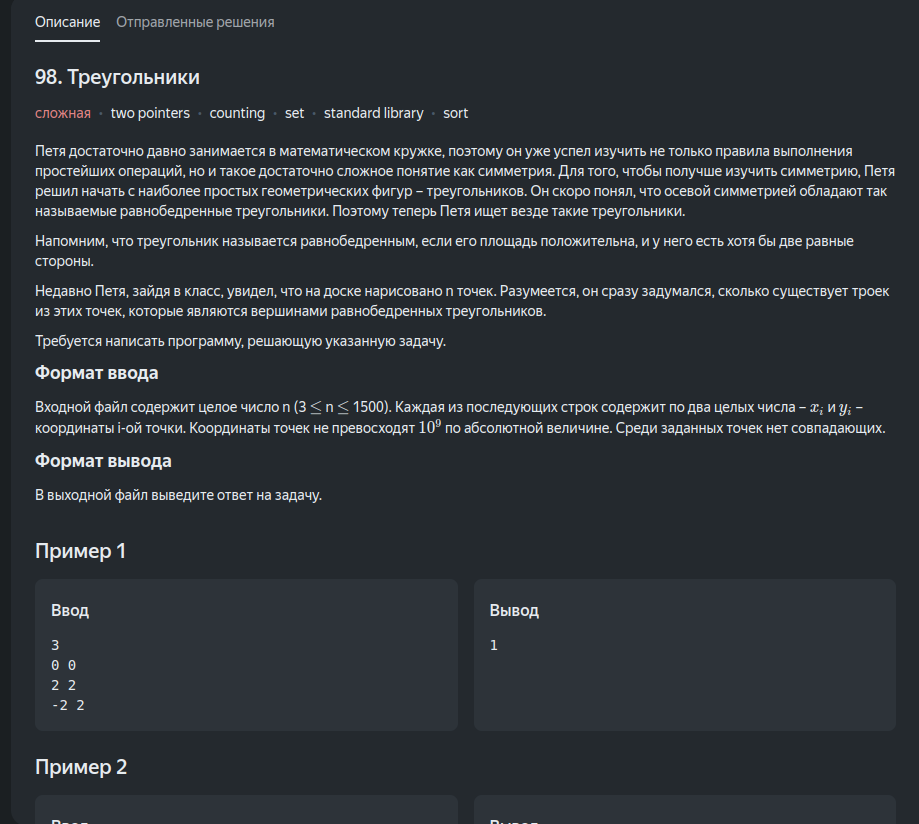 Описание Отправленные решения
98. Треугольники
сложная · two pointers · counting · set · standard library · sort
Петя достаточно давно занимается в математическом кружке, поэтому он уже успел изучить не только правила выполнения
простейших операций, но и такое достаточно сложное понятие как симметрия. Для того, чтобы получше изучить симметрию, Петя
решил начать с наиболее простых геометрических фигур – треугольников. Он скоро понял, что осевой симметрией обладают так
называемые равнобедренные треугольники. Поэтому теперь Петя ищет везде такие треугольники.
Напомним, что треугольник называется равнобедренным, если его площадь положительна, и у него есть хотя бы две равные
стороны.
Недавно Петя, зайдя в класс, увидел, что на доске нарисовано n точек. Разумеется, он сразу задумался, сколько существует троек
из этих точек, которые являются вершинами равнобедренных треугольников.
Требуется написать программу, решающую указанную задачу.
Формат ввода
Входной файл содержит целое число n (3 ≤ n ≤ 1500). Каждая из последующих строк содержит по два целых числа – xᵢ и yᵢ –
координаты i-ой точки. Координаты точек не превосходят 10⁹ по абсолютной величине. Среди заданных точек нет совпадающих.
Формат вывода
В выходной файл выведите ответ на задачу.
Пример 1
Ввод
3
0 0
2 2
-2 2
Вывод
1
Пример 2
Ввод
Вывод